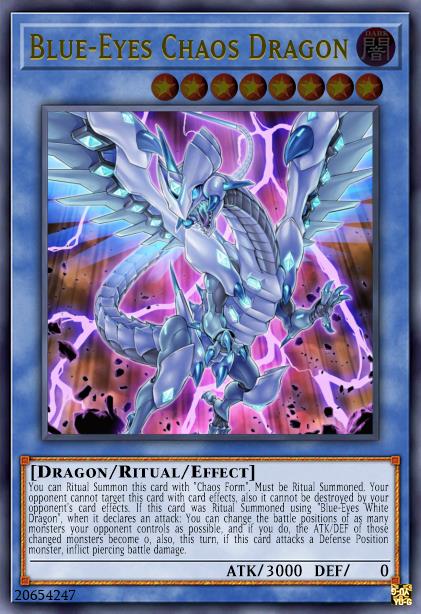 Blue-Eyes Chaos Dragon
DARK
闇
[Dragon/Ritual/Effect]
You can Ritual Summon this card with "Chaos Form". Must be Ritual Summoned. Your
opponent cannot target this card with card effects, also it cannot be destroyed by your
opponent's card effects. If this card was Ritual Summoned using "Blue-Eyes White
Dragon", when it declares an attack: You can change the battle positions of as many
monsters your opponent controls as possible, and if you do, the ATK/DEF of those
changed monsters become 0, also, this turn, if this card attacks a Defense Position
monster, inflict piercing battle damage.
ATK/3000 DEF/ 0
20654247